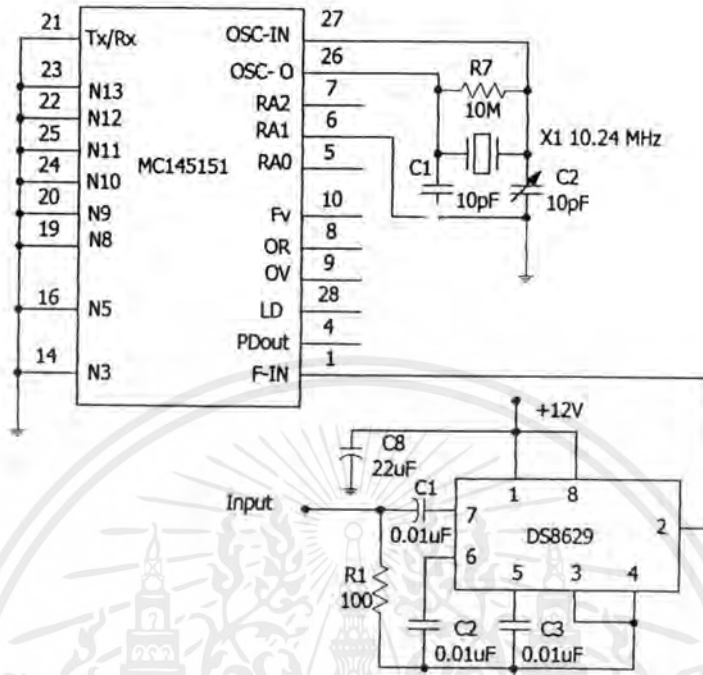 21 Tx/Rx OSC-IN 27
23 N13 OSC- O 26
22 N12 RA2 7
25 N11 RA1 6
24 N10 RA0 5
20 N9 Fv 10
19 N8 OR 8
OV 9
16 N5 LD 28
PDout 4
14 N3 F-IN 1
MC145151
R7
10M
X1 10.24 MHz
C1
10pF
C2
10pF
+12V
C8
22uF
Input
C1
0.01uF
R1
100
7
6
1 8
DS8629
2
5 3 4
C2
0.01uF
C3
0.01uF